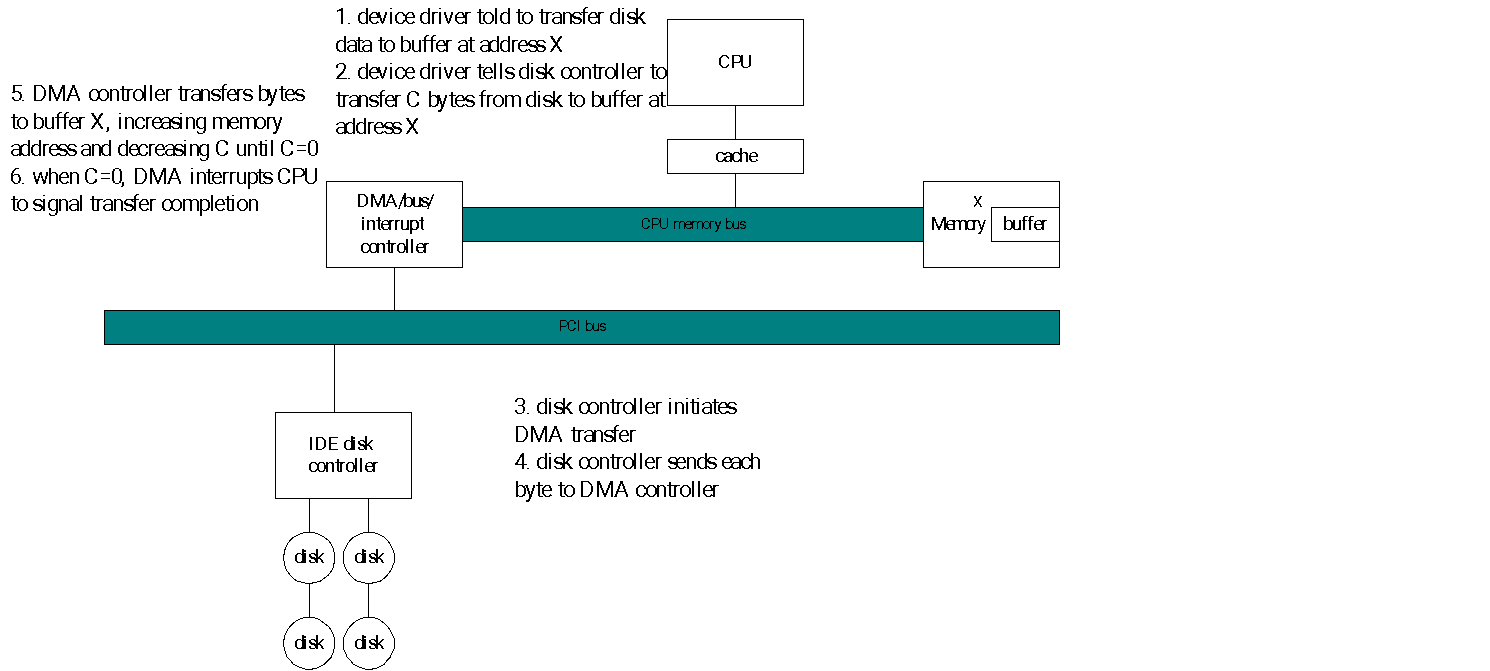 1. device driver told to transfer disk
data to buffer at address X
2. device driver tells disk controller to
transfer C bytes from disk to buffer at
address X
CPU
5. DMA controller transfers bytes
to buffer X, increasing memory
address and decreasing C until C=0
6. when C=0, DMA interrupts CPU
to signal transfer completion
cache
DMA/bus/
interrupt
controller
CPU memory bus
X
Memory
buffer
PCI bus
3. disk controller initiates
DMA transfer
4. disk controller sends each
byte to DMA controller
IDE disk
controller
disk
disk
disk
disk